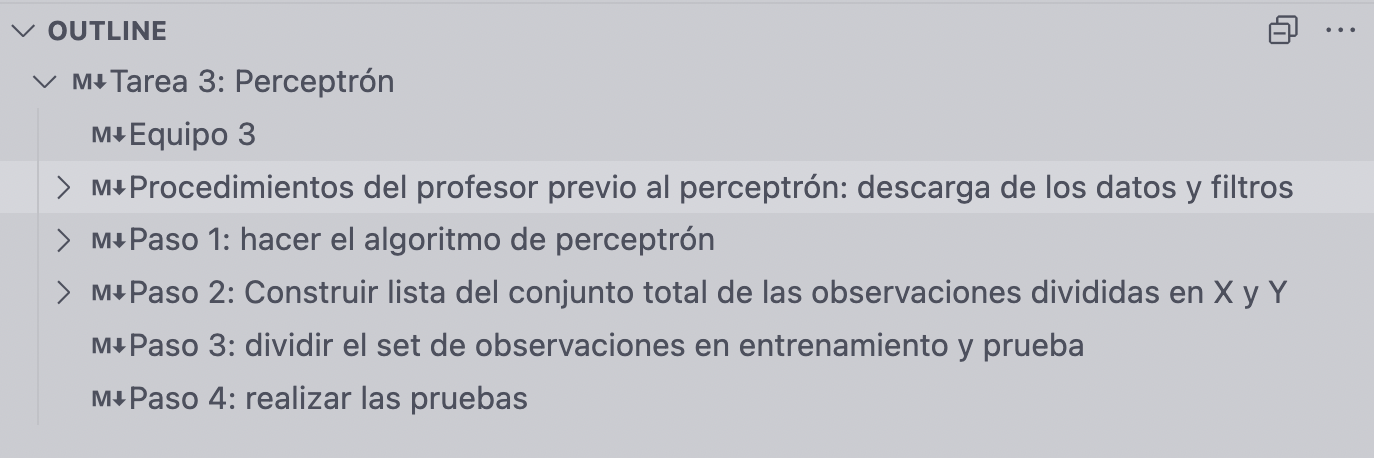 OUTLINE
M↓Tarea 3: Perceptrón
M↓Equipo 3
M↓Procedimientos del profesor previo al perceptrón: descarga de los datos y filtros
M↓Paso 1: hacer el algoritmo de perceptrón
M↓Paso 2: Construir lista del conjunto total de las observaciones divididas en X y Y
M↓Paso 3: dividir el set de observaciones en entrenamiento y prueba
M↓Paso 4: realizar las pruebas